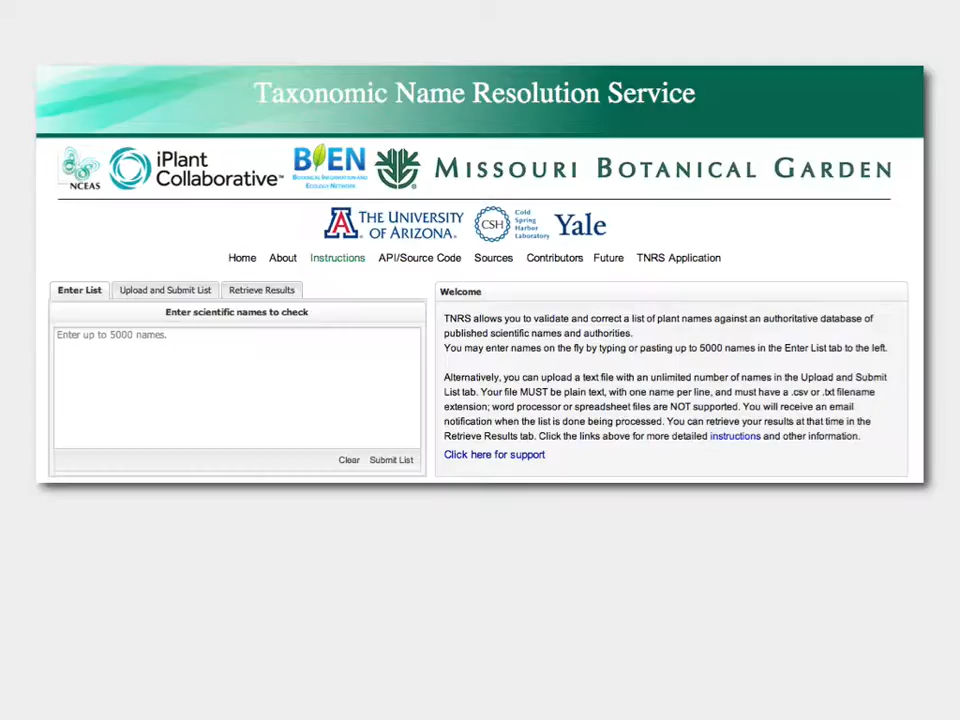 Taxonomic Name Resolution Service
NCEAS
iPlant Collaborative™
BIEN
BOTANICAL INFORMATION AND ECOLOGY NETWORK
MISSOURI BOTANICAL GARDEN
THE UNIVERSITY OF ARIZONA.
CSH
Cold Spring Harbor Laboratory
Yale
Home About Instructions API/Source Code Sources Contributors Future TNRS Application
Enter List Upload and Submit List Retrieve Results
Enter scientific names to check
Enter up to 5000 names.
Clear Submit List
Welcome
TNRS allows you to validate and correct a list of plant names against an authoritative database of
published scientific names and authorities.
You may enter names on the fly by typing or pasting up to 5000 names in the Enter List tab to the left.
Alternatively, you can upload a text file with an unlimited number of names in the Upload and Submit
List tab. Your file MUST be plain text, with one name per line, and must have a .csv or .txt filename
extension; word processor or spreadsheet files are NOT supported. You will receive an email
notification when the list is done being processed. You can retrieve your results at that time in the
Retrieve Results tab. Click the links above for more detailed instructions and other information.
Click here for support